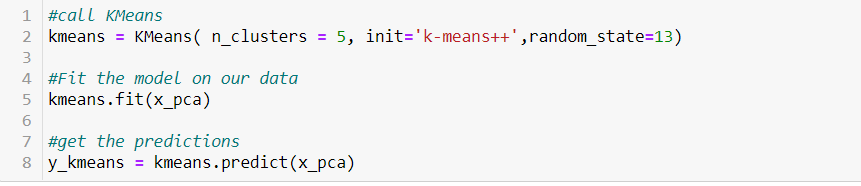 1 #call KMeans
2 kmeans = KMeans( n_clusters = 5, init='k-means++',random_state=13)
3
4 #Fit the model on our data
5 kmeans.fit(x_pca)
6
7 #get the predictions
8 y_kmeans = kmeans.predict(x_pca)